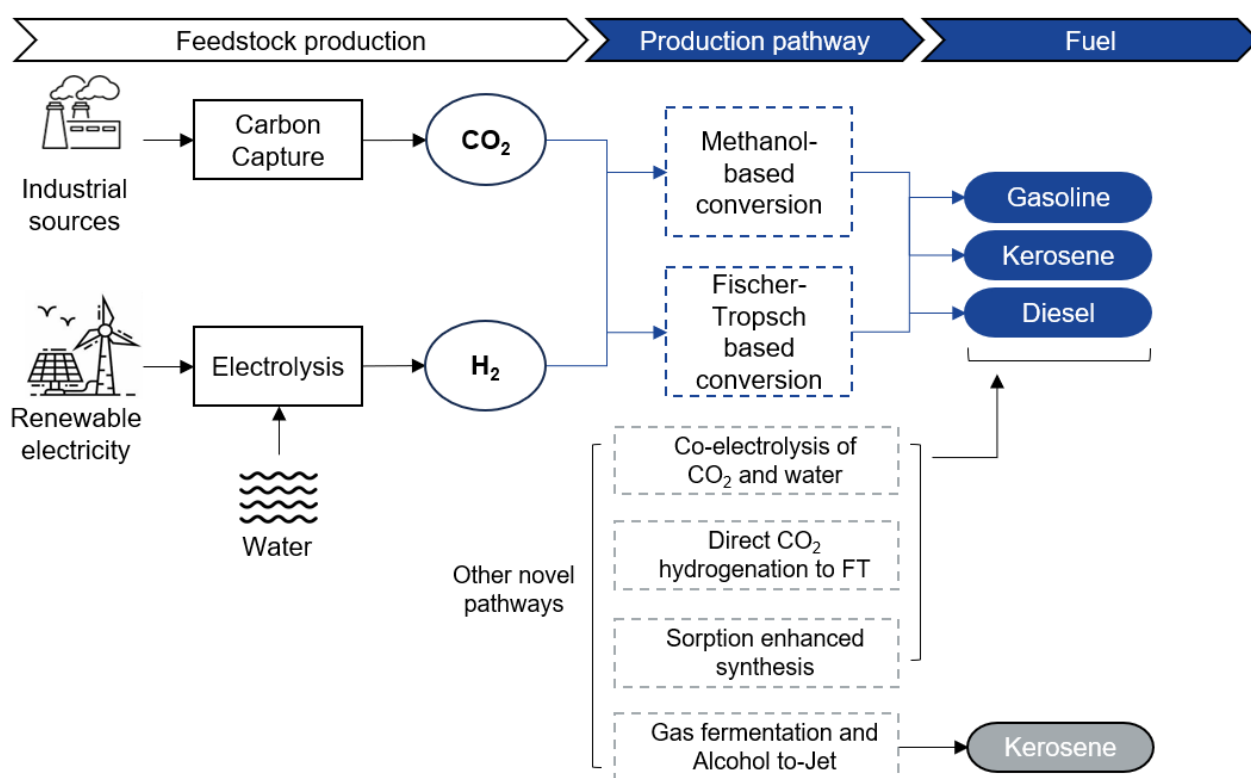 Feedstock production
Production pathway
Fuel
Industrial
sources
Carbon
Capture
CO₂
Methanol-
based
conversion
Gasoline
Kerosene
Diesel
Renewable
electricity
Electrolysis
H₂
Fischer-
Tropsch
based
conversion
Water
Other novel
pathways
Co-electrolysis of
CO₂ and water
Direct CO₂
hydrogenation to FT
Sorption enhanced
synthesis
Gas fermentation and
Alcohol to-Jet
Kerosene